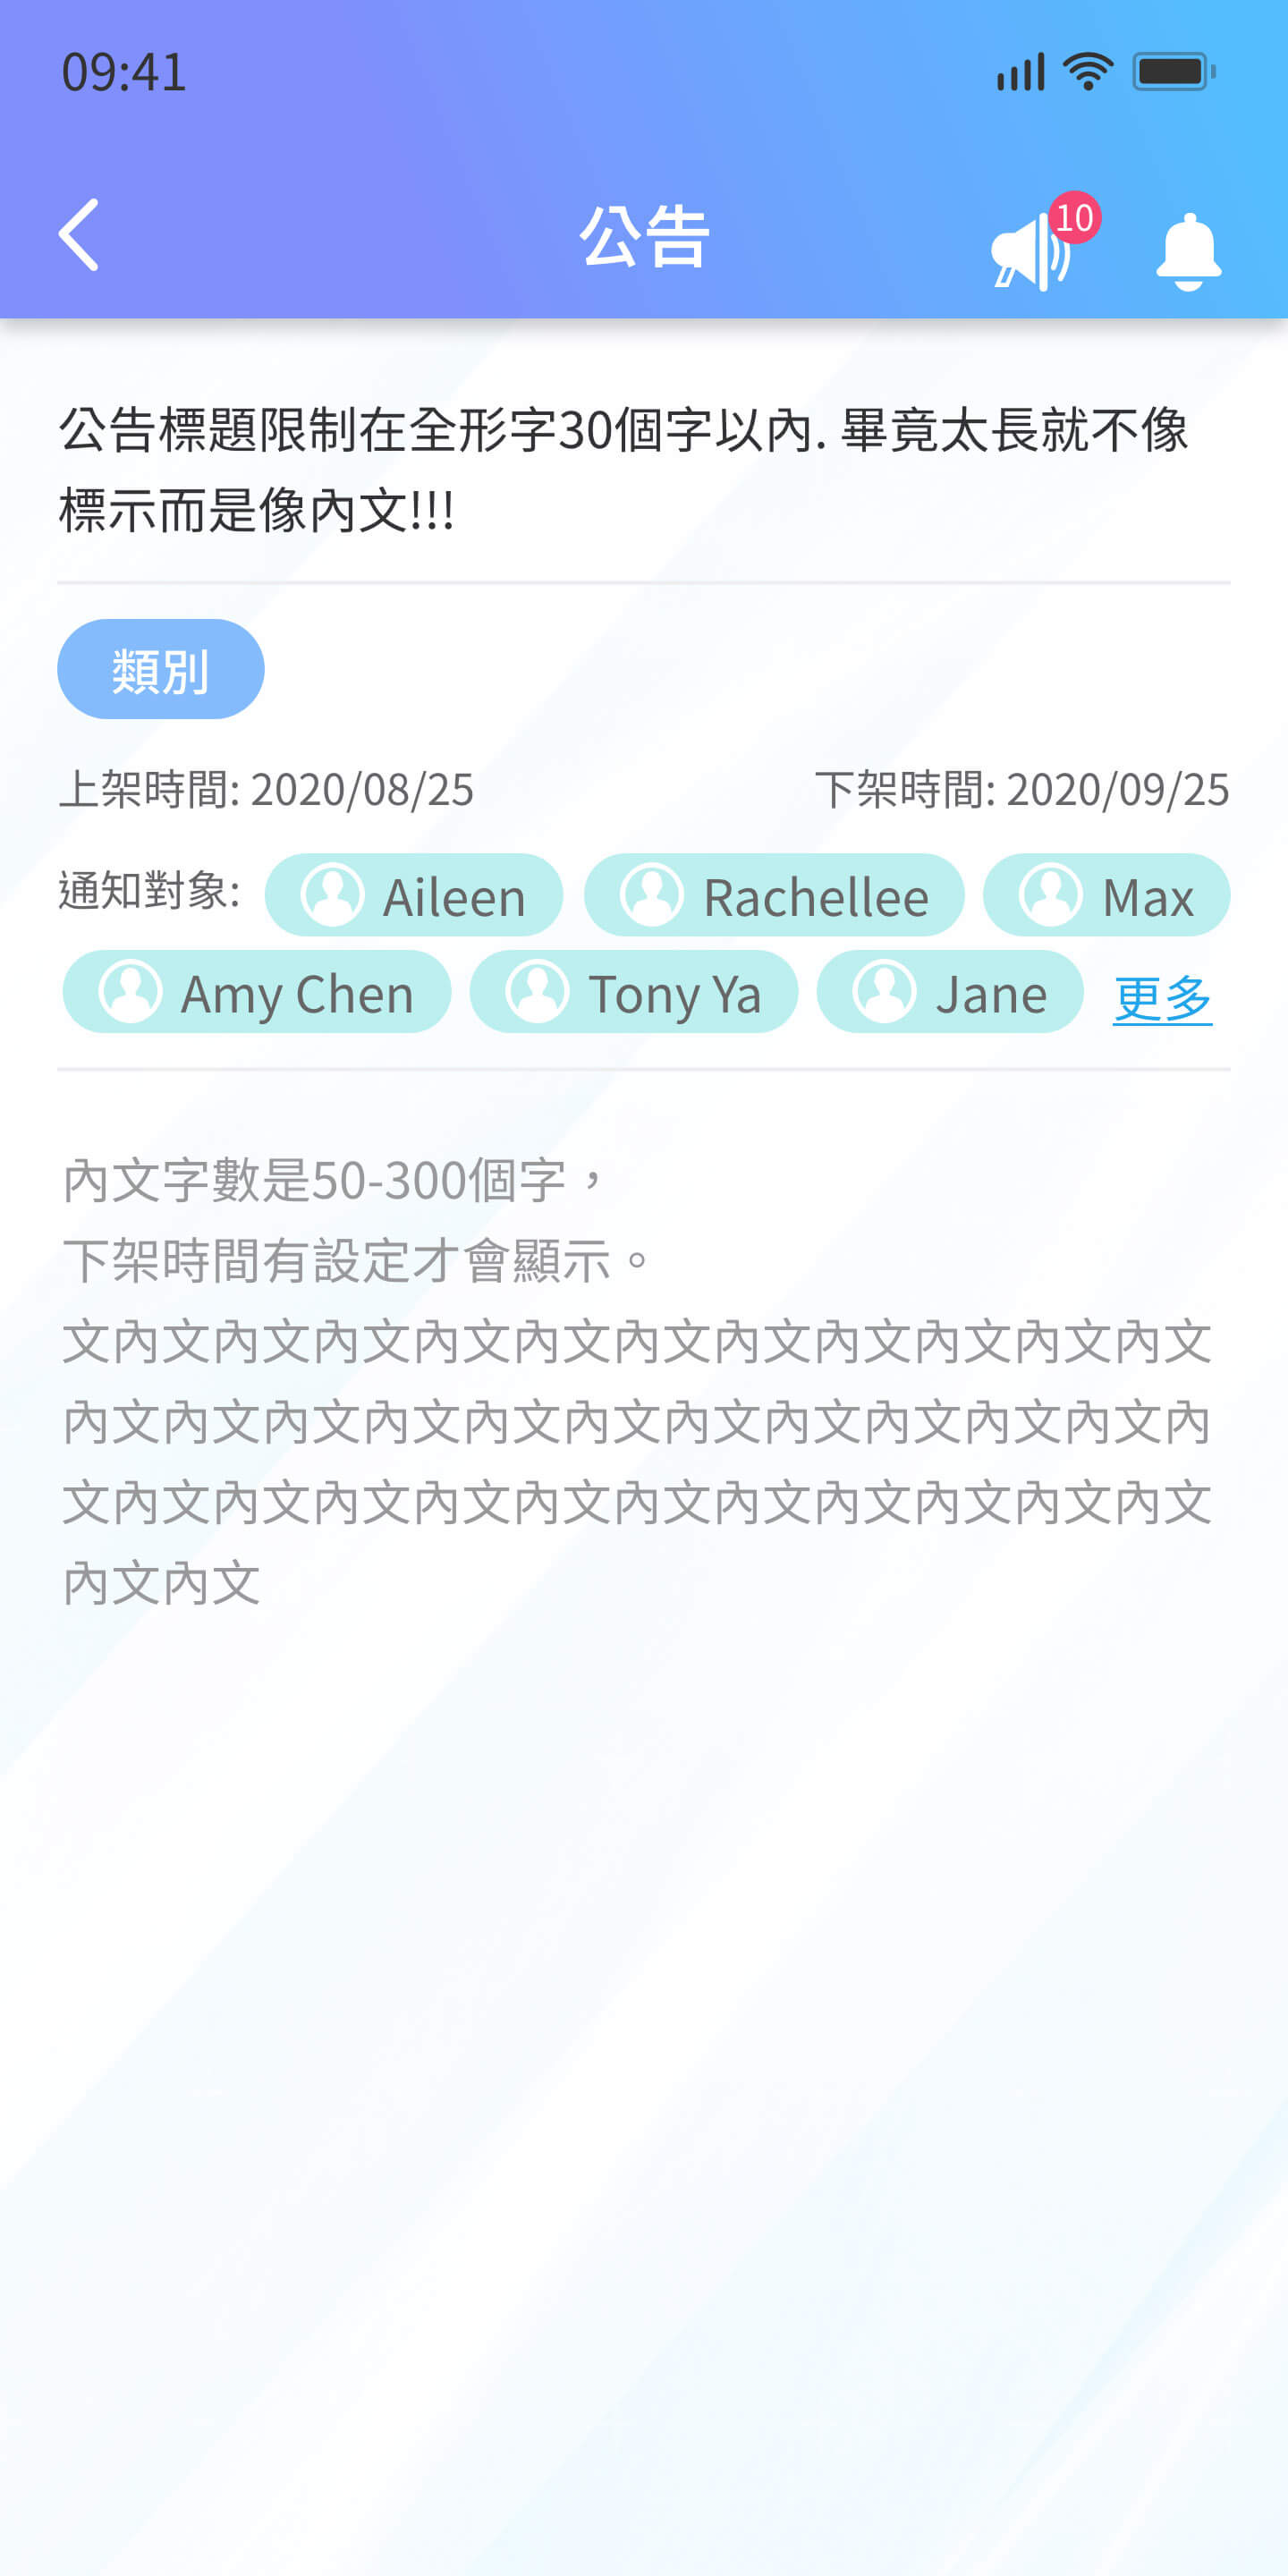 09:41
公告
10
公告標題限制在全形字30個字以內. 畢竟太長就不像
標示而是像內文!!!
類別
上架時間: 2020/08/25
下架時間: 2020/09/25
通知對象: Aileen Rachellee Max
Amy Chen Tony Ya Jane 更多
內文字數是50-300個字，
下架時間有設定才會顯示。
文內文內文內文內文內文內文內文內文內文內文內文
內文內文內文內文內文內文內文內文內文內文內文內
文內文內文內文內文內文內文內文內文內文內文內文
內文內文